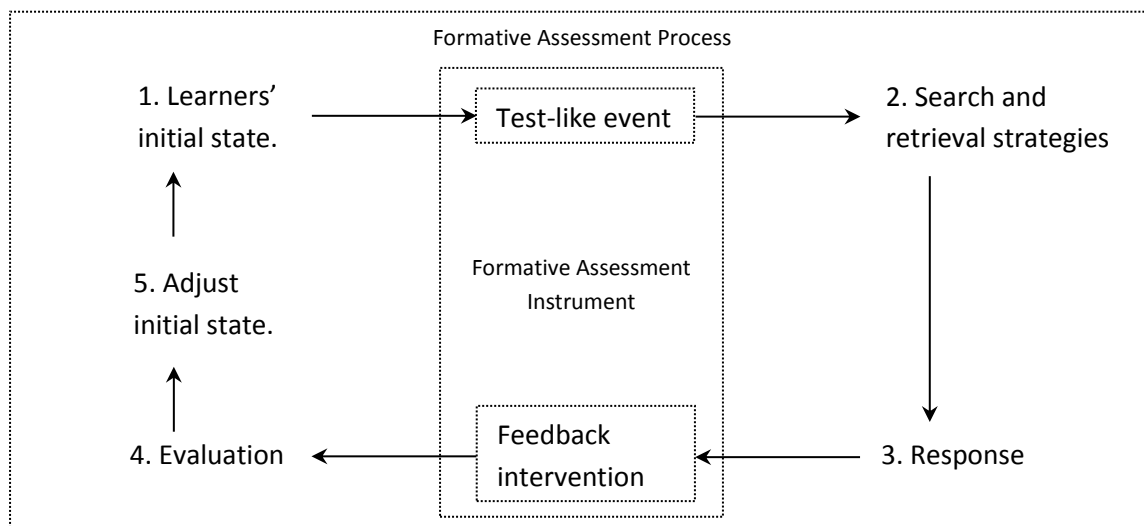 Formative Assessment Process
1. Learners’
initial state.
Test-like event
2. Search and
retrieval strategies
Formative Assessment
Instrument
5. Adjust
initial state.
Feedback
intervention
4. Evaluation
3. Response